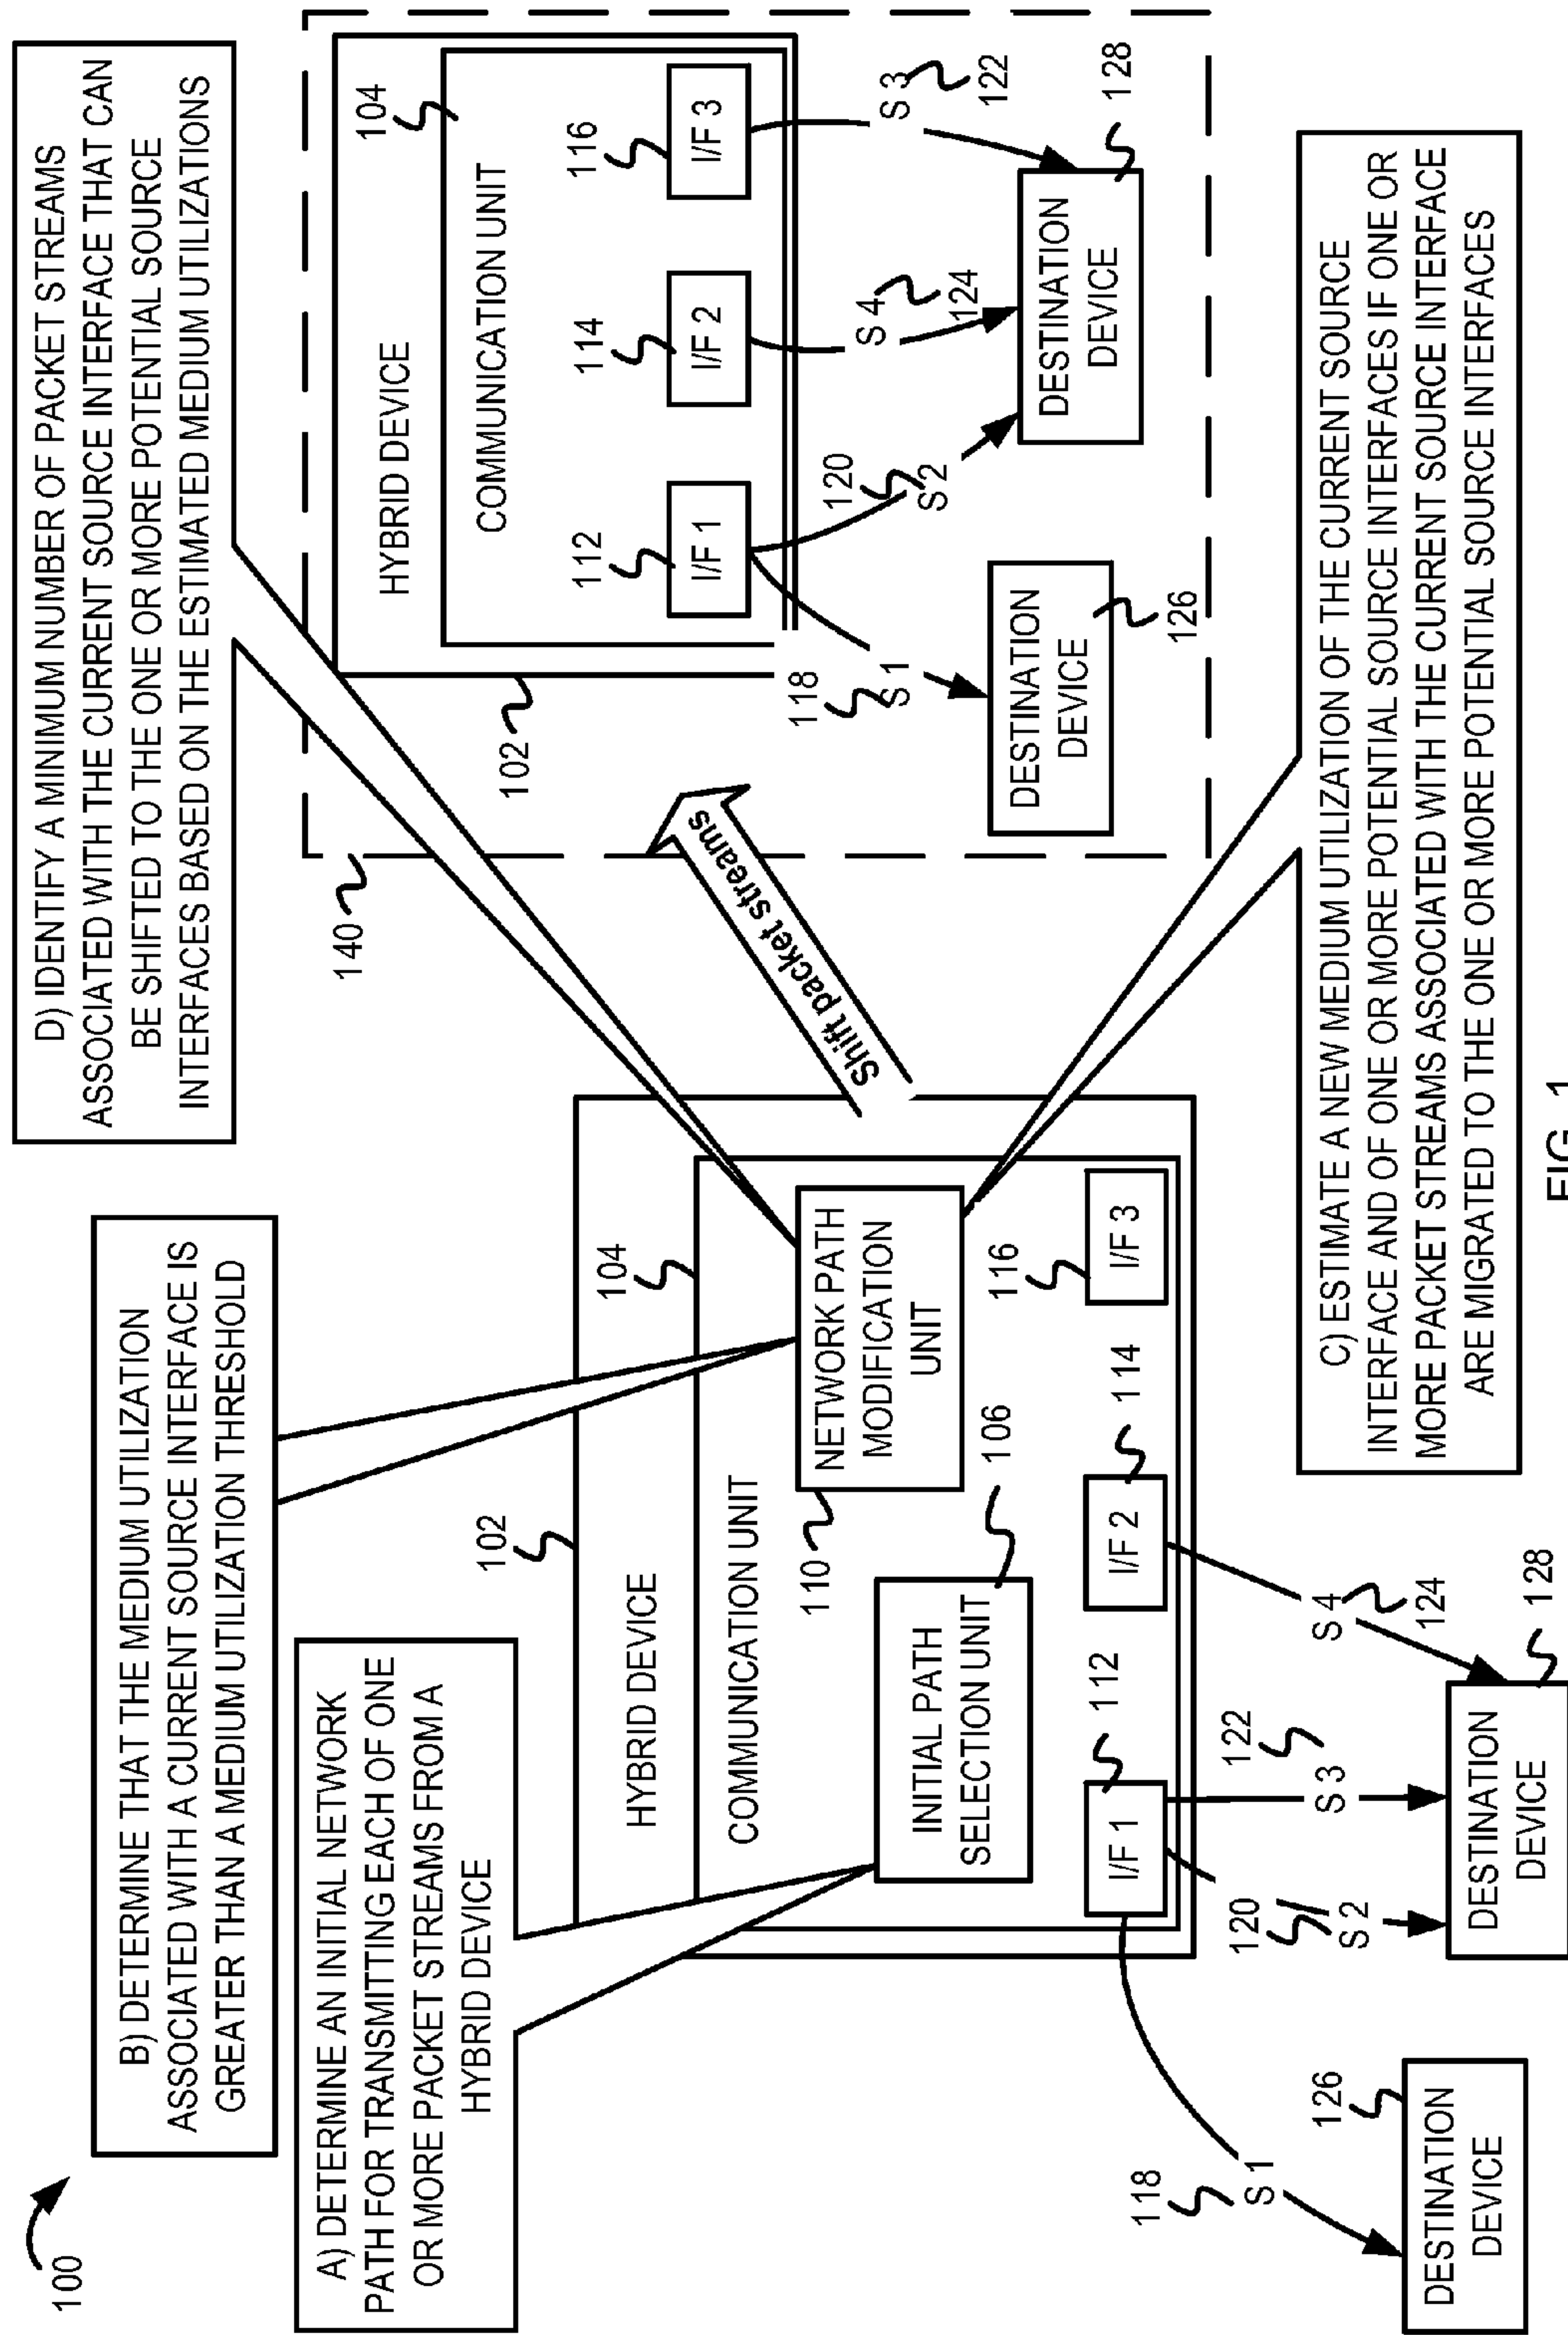 100
B) DETERMINE THAT THE MEDIUM UTILIZATION
ASSOCIATED WITH A CURRENT SOURCE INTERFACE IS
GREATER THAN A MEDIUM UTILIZATION THRESHOLD
D) IDENTIFY A MINIMUM NUMBER OF PACKET STREAMS
ASSOCIATED WITH THE CURRENT SOURCE INTERFACE THAT CAN
BE SHIFTED TO THE ONE OR MORE POTENTIAL SOURCE
INTERFACES BASED ON THE ESTIMATED MEDIUM UTILIZATIONS
A) DETERMINE AN INITIAL NETWORK
PATH FOR TRANSMITTING EACH OF ONE
OR MORE PACKET STREAMS FROM A
HYBRID DEVICE
102
HYBRID DEVICE
104
COMMUNICATION UNIT
110
NETWORK PATH
MODIFICATION
UNIT
INITIAL PATH
SELECTION UNIT
106
112
I/F 1
114
I/F 2
116
I/F 3
118
S 1
120
S 2
122
S 3
S 4
124
126
DESTINATION
DEVICE
128
DESTINATION
DEVICE
Shift packet streams
140
102
HYBRID DEVICE
104
COMMUNICATION UNIT
112
I/F 1
114
I/F 2
116
I/F 3
118
S 1
120
S 2
S 4
124
S 3
122
DESTINATION
DEVICE
126
DESTINATION
DEVICE
128
C) ESTIMATE A NEW MEDIUM UTILIZATION OF THE CURRENT SOURCE
INTERFACE AND OF ONE OR MORE POTENTIAL SOURCE INTERFACES IF ONE OR
MORE PACKET STREAMS ASSOCIATED WITH THE CURRENT SOURCE INTERFACE
ARE MIGRATED TO THE ONE OR MORE POTENTIAL SOURCE INTERFACES
FIG. 1